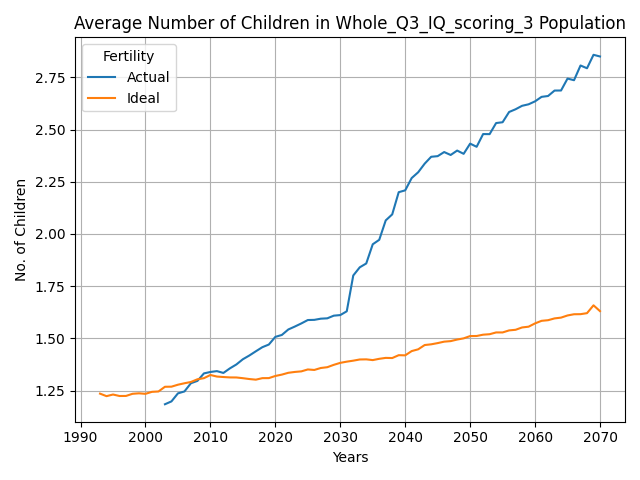 Average Number of Children in Whole_Q3_IQ_scoring_3 Population
Fertility
Actual
Ideal
No. of Children
2.75
2.50
2.25
2.00
1.75
1.50
1.25
1990 2000 2010 2020 2030 2040 2050 2060 2070
Years